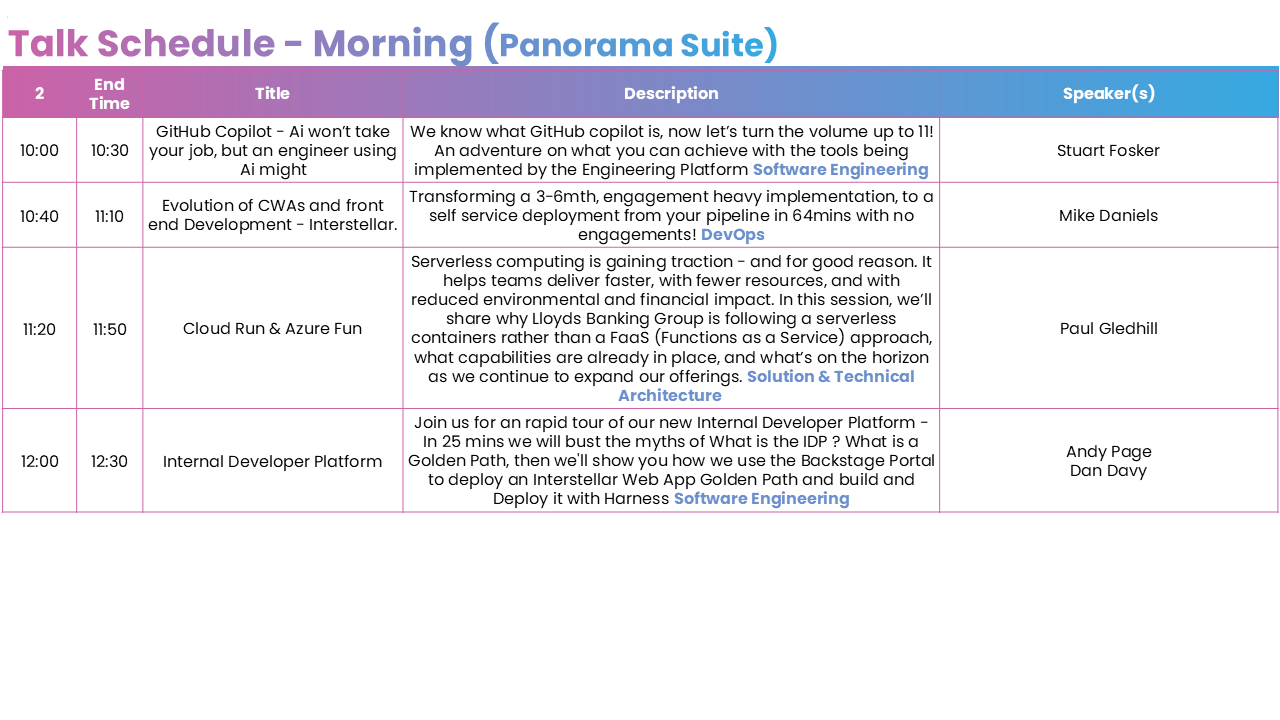 Talk Schedule - Morning (Panorama Suite)
2
End
Time
Title
Description
Speaker(s)
10:00
10:30
GitHub Copilot - Ai won’t take
your job, but an engineer using
Ai might
We know what GitHub copilot is, now let’s turn the volume up to 11!
An adventure on what you can achieve with the tools being
implemented by the Engineering Platform Software Engineering
Stuart Fosker
10:40
11:10
Evolution of CWAs and front
end Development - Interstellar.
Transforming a 3-6mth, engagement heavy implementation, to a
self service deployment from your pipeline in 64mins with no
engagements! DevOps
Mike Daniels
11:20
11:50
Cloud Run & Azure Fun
Serverless computing is gaining traction - and for good reason. It
helps teams deliver faster, with fewer resources, and with
reduced environmental and financial impact. In this session, we’ll
share why Lloyds Banking Group is following a serverless
containers rather than a FaaS (Functions as a Service) approach,
what capabilities are already in place, and what’s on the horizon
as we continue to expand our offerings. Solution & Technical
Architecture
Paul Gledhill
12:00
12:30
Internal Developer Platform
Join us for an rapid tour of our new Internal Developer Platform -
In 25 mins we will bust the myths of What is the IDP ? What is a
Golden Path, then we'll show you how we use the Backstage Portal
to deploy an Interstellar Web App Golden Path and build and
Deploy it with Harness Software Engineering
Andy Page
Dan Davy